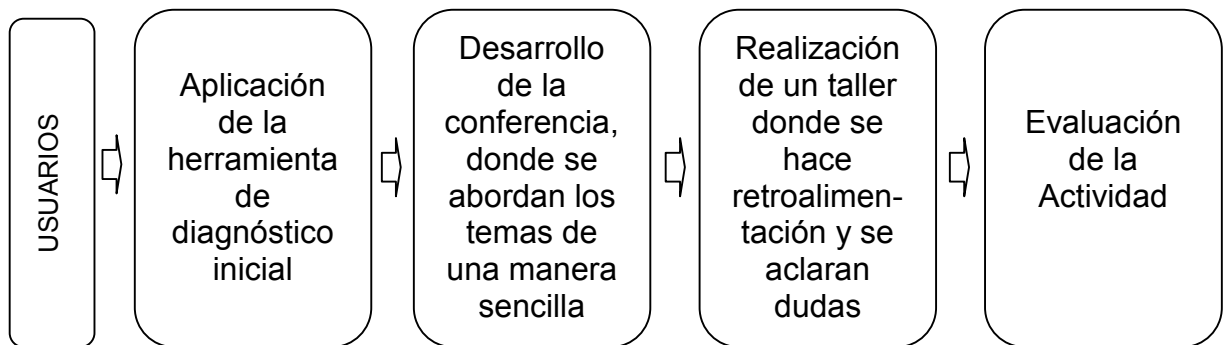 USUARIOS
Aplicación
de la
herramienta
de
diagnóstico
inicial
Desarrollo
de la
conferencia,
donde se
abordan los
temas de
una manera
sencilla
Realización
de un taller
donde se
hace
retroalimen-
tación y se
aclaran
dudas
Evaluación
de la
Actividad